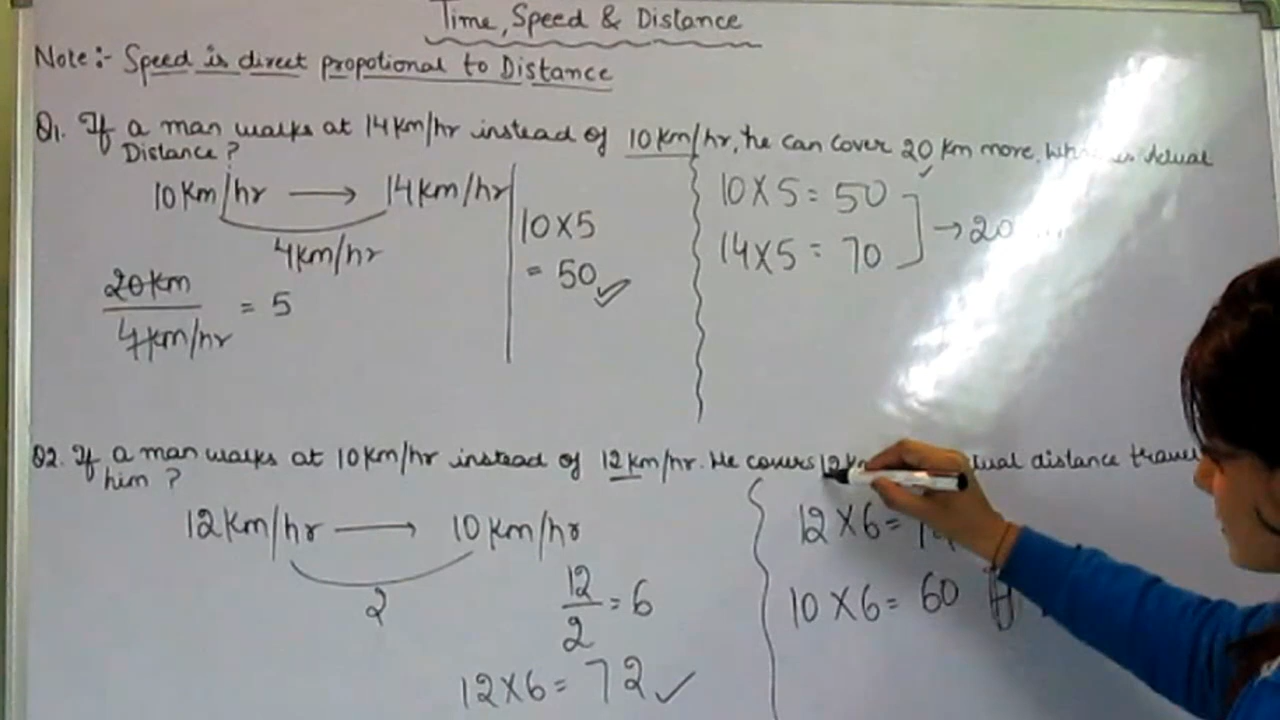 Time, Speed & Distance
Note:- Speed is direct propotional to Distance
Q1. If a man walks at 14km/hr instead of 10km/hr, he can cover 20 km more, Actual
Distance?
10km/hr → 14km/hr
4km/hr
20km
4km/hr
= 5
10×5
= 50 ✓
10×5 = 50
14×5 = 70
→ 20
Q2. If a man walks at 10km/hr instead of 12km/hr. He covers 12 distance
him ?
12km/hr → 10km/hr
2
12
2
= 6
12×6 = 72 ✓
12×6 =
10×6 = 60